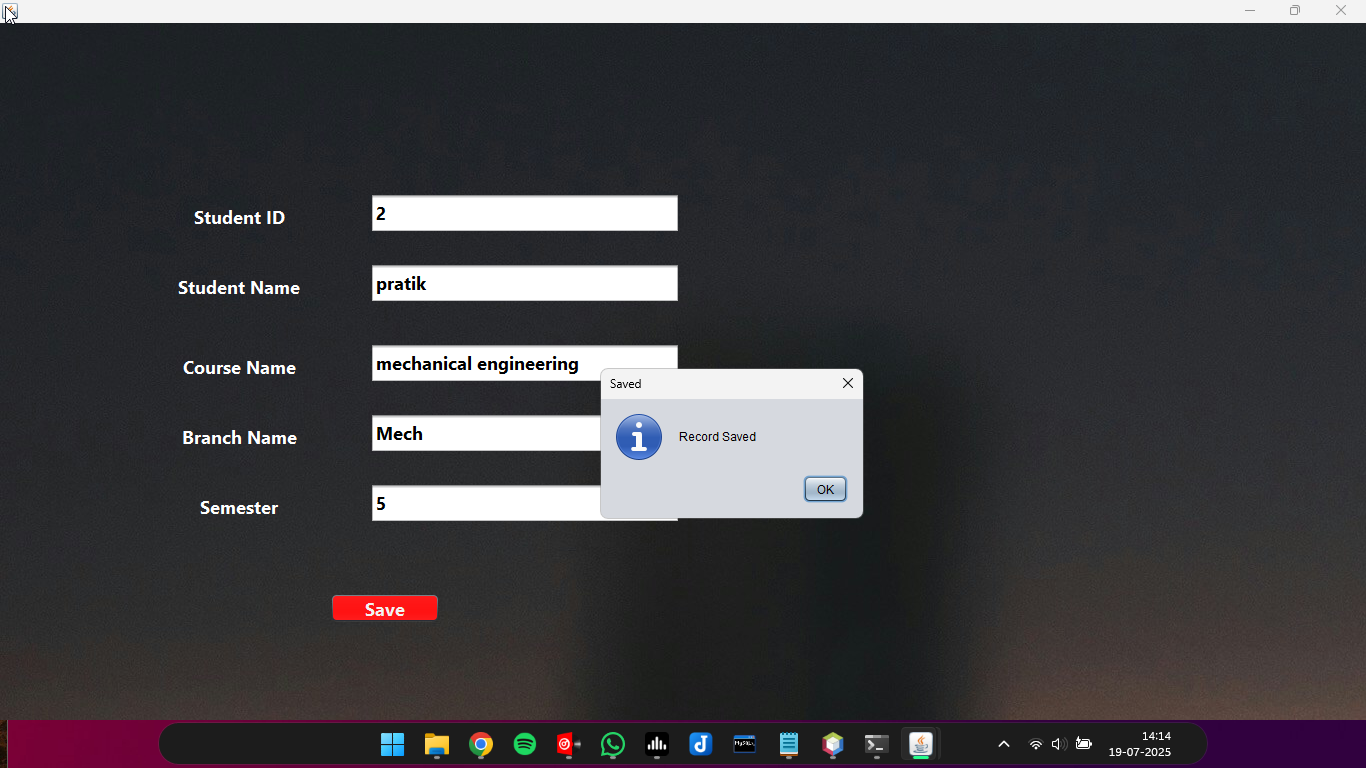 Student ID
2
Student Name
pratik
Course Name
mechanical engineering
Saved
Branch Name
Mech
Record Saved
OK
Semester
5
Save
MySQL
14:14
19-07-2025